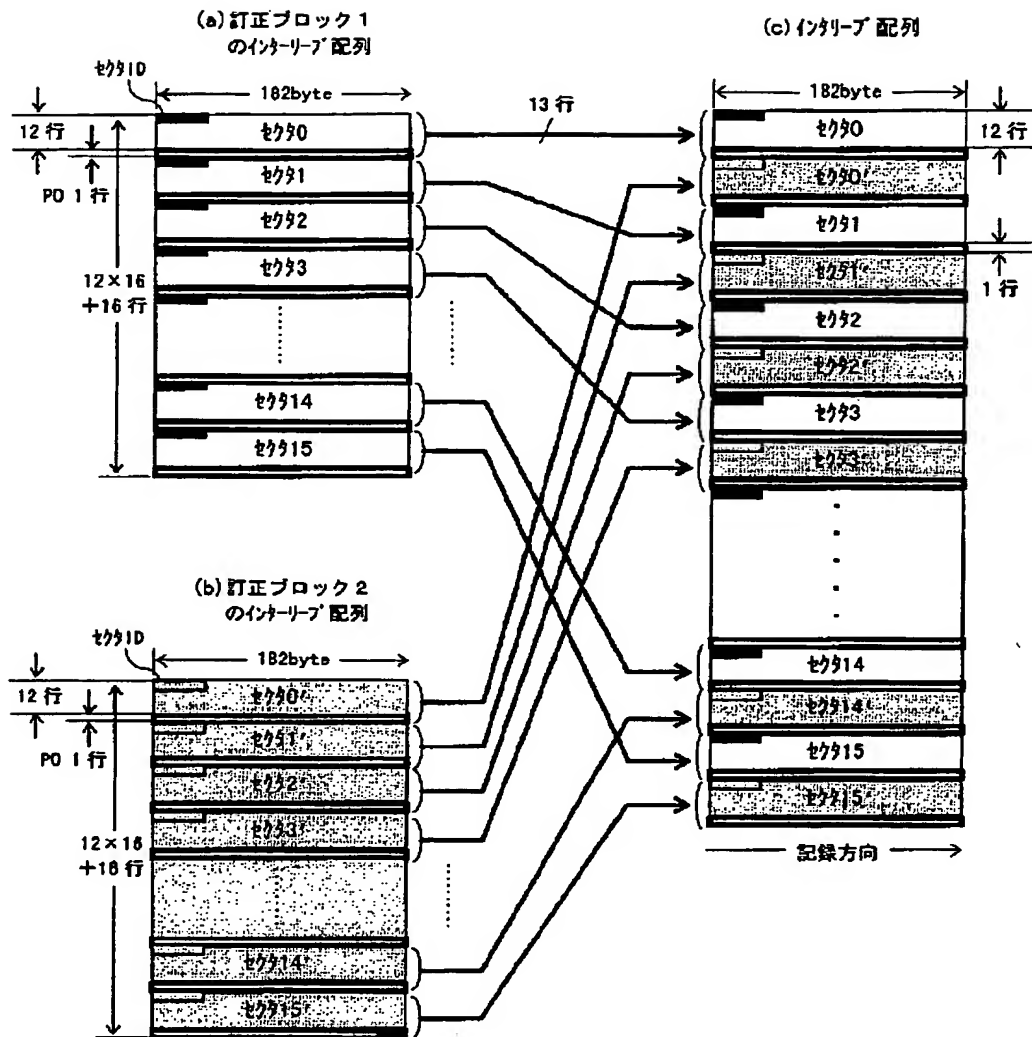 (a)訂正ブロック1
のインターリーブ配列
セクタID
182byte
12行
PO 1行
12×16
+16行
セクタ0
セクタ1
セクタ2
セクタ3
セクタ14
セクタ15
13行
(b)訂正ブロック2
のインターリーブ配列
セクタID
182byte
12行
PO 1行
12×16
+16行
セクタ0'
セクタ1'
セクタ2'
セクタ3'
セクタ14'
セクタ15'
(c)インタリーブ配列
182byte
12行
1行
セクタ0
セクタ0'
セクタ1
セクタ1'
セクタ2
セクタ2'
セクタ3
セクタ3'
セクタ14
セクタ14'
セクタ15
セクタ15'
記録方向